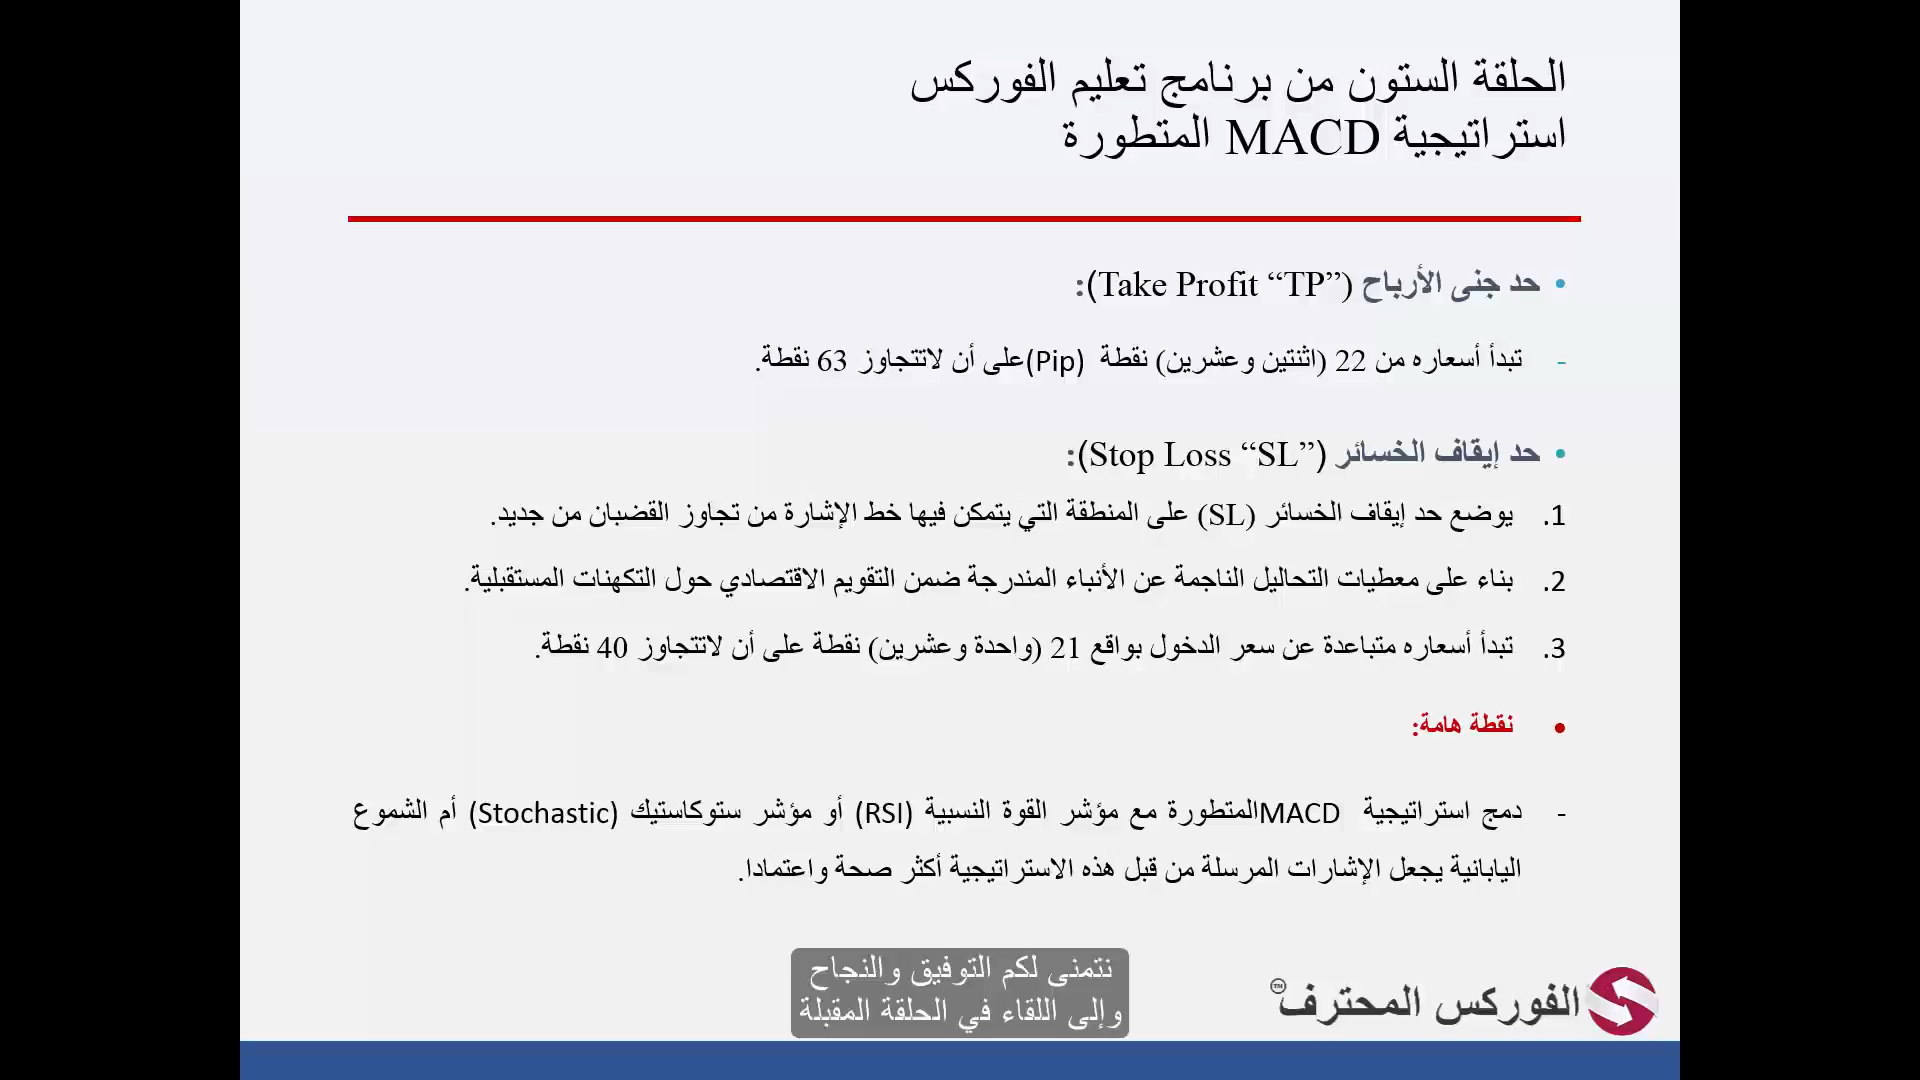 الحلقة الستون من برنامج تعليم الفوركس
استراتيجية MACD المتطورة
• حد جنى الأرباح (Take Profit “TP”):
- تبدأ أسعاره من 22 (اثنتين وعشرين) نقطة (Pip)على أن لاتتجاوز 63 نقطة.
• حد إيقاف الخسائر (Stop Loss “SL”):
1. يوضع حد إيقاف الخسائر (SL) على المنطقة التي يتمكن فيها خط الإشارة من تجاوز القضبان من جديد.
2. بناء على معطيات التحاليل الناجمة عن الأنباء المندرجة ضمن التقويم الاقتصادي حول التكهنات المستقبلية.
3. تبدأ أسعاره متباعدة عن سعر الدخول بواقع 21 (واحدة وعشرين) نقطة على أن لاتتجاوز 40 نقطة.
• نقطة هامة:
- دمج استراتيجية MACDالمتطورة مع مؤشر القوة النسبية (RSI) أو مؤشر ستوكاستيك (Stochastic) أم الشموع
اليابانية يجعل الإشارات المرسلة من قبل هذه الاستراتيجية أكثر صحة واعتمادا.
نتمنى لكم التوفيق والنجاح
وإلى اللقاء في الحلقة المقبلة
الفوركس المحترف TM